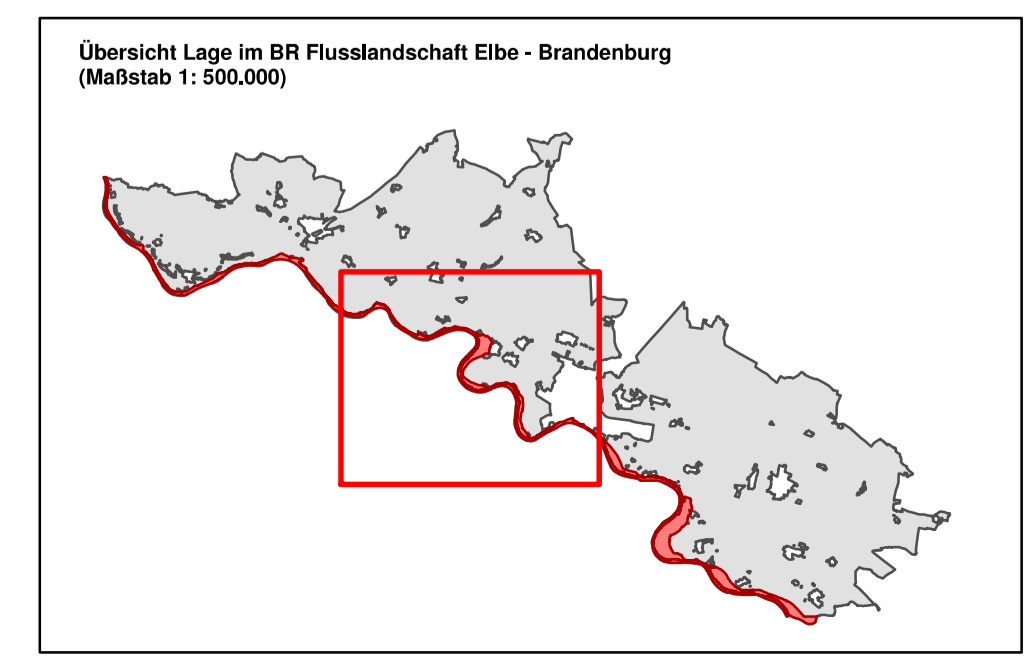 Übersicht Lage im BR Flusslandschaft Elbe - Brandenburg
(Maßstab 1: 500.000)